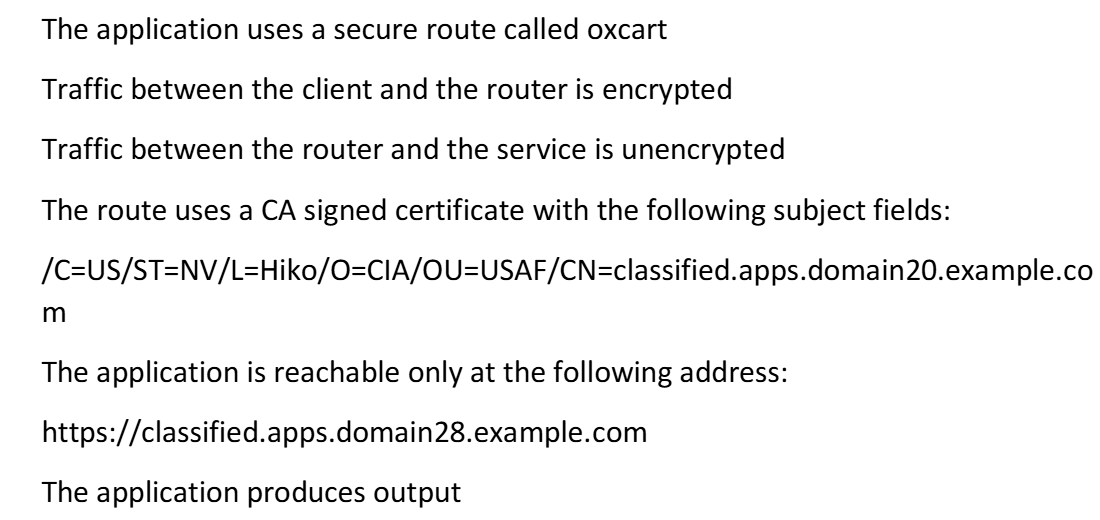 The application uses a secure route called oxcart
Traffic between the client and the router is encrypted
Traffic between the router and the service is unencrypted
The route uses a CA signed certificate with the following subject fields:
/C=US/ST=NV/L=Hiko/O=CIA/OU=USAF/CN=classified.apps.domain20.example.co
m
The application is reachable only at the following address:
https://classified.apps.domain28.example.com
The application produces output